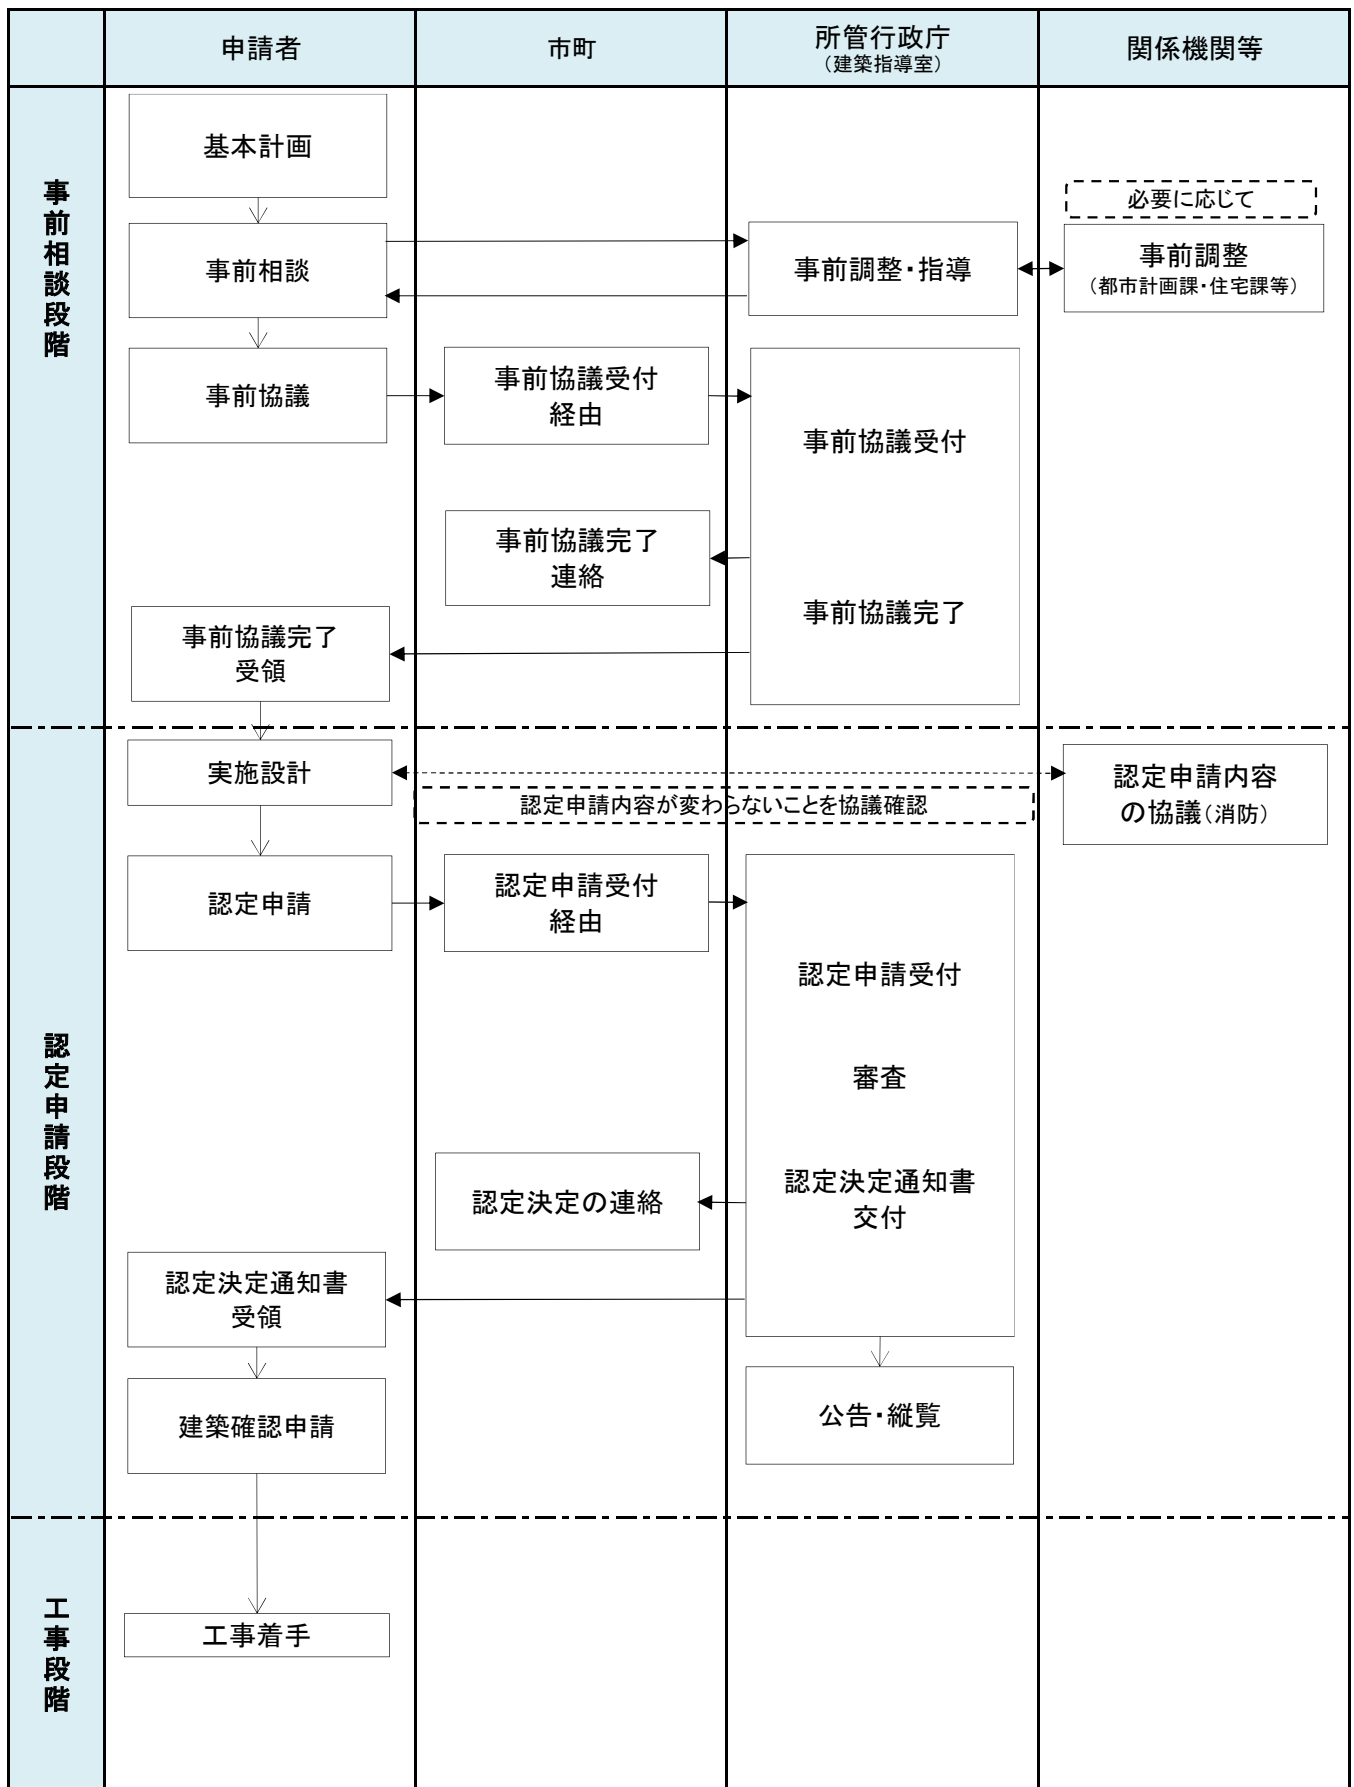 申請者
市町
所管行政庁
（建築指導室）
関係機関等
事前相談段階
基本計画
必要に応じて
事前相談
事前調整・指導
事前調整
（都市計画課・住宅課等）
事前協議
事前協議受付
経由
事前協議受付
事前協議完了
連絡
事前協議完了
事前協議完了
受領
認定申請段階
実施設計
認定申請内容が変わらないことを協議確認
認定申請内容
の協議（消防）
認定申請
認定申請受付
経由
認定申請受付
審査
認定決定の連絡
認定決定通知書
交付
認定決定通知書
受領
建築確認申請
公告・縦覧
工事段階
工事着手